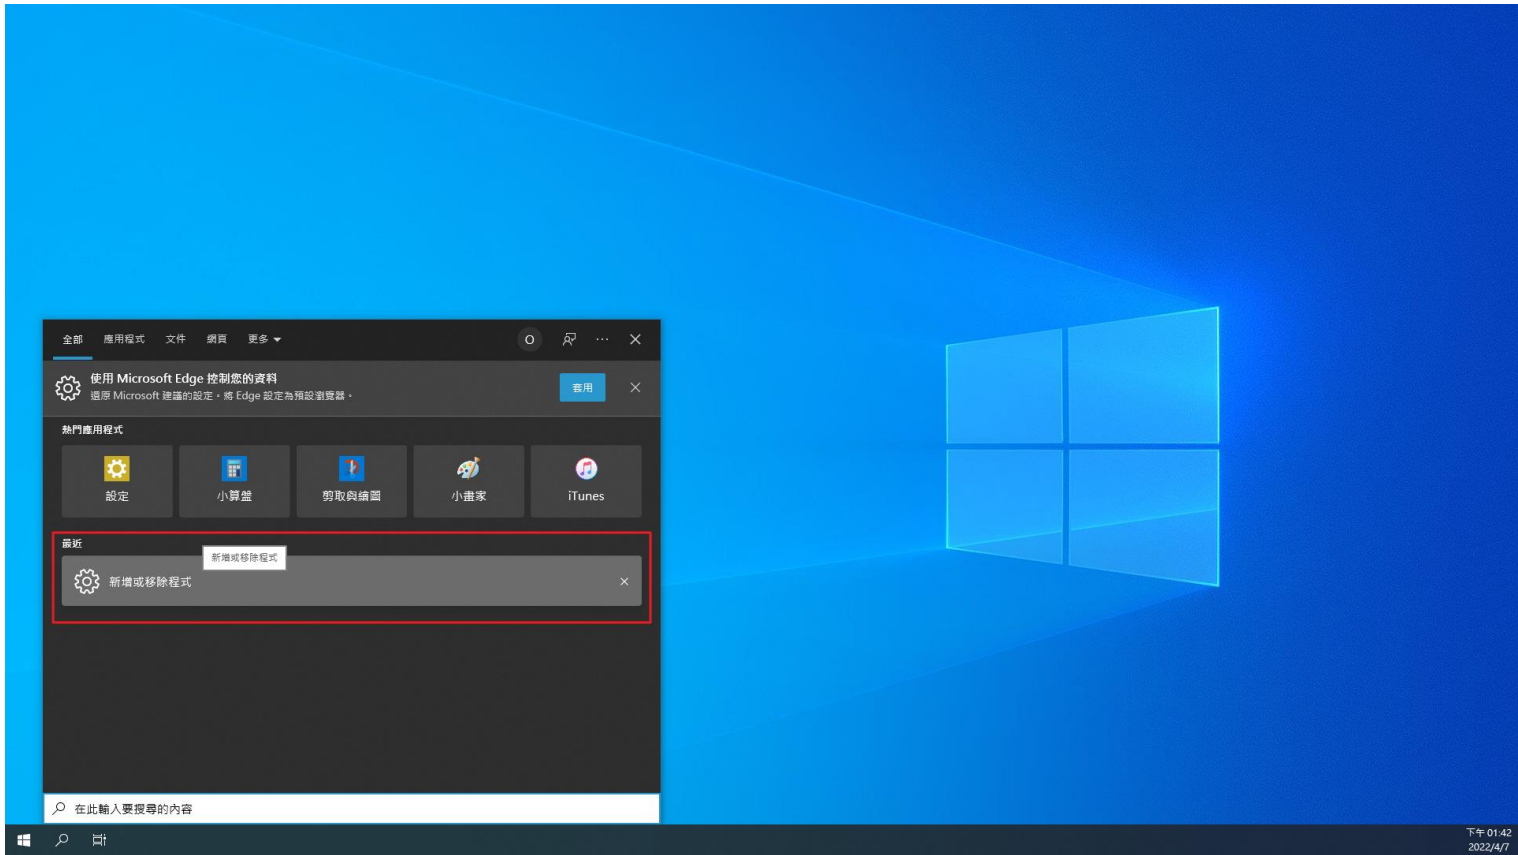 全部 應用程式 文件 網頁 更多
O
使用 Microsoft Edge 控制您的資料
還原 Microsoft 建議的設定。將 Edge 設定為預設瀏覽器。
套用
熱門應用程式
設定 小算盤 剪取與繪圖 小畫家 iTunes
最近
新增或移除程式
新增或移除程式
在此輸入要搜尋的內容
下午 01:42
2022/4/7